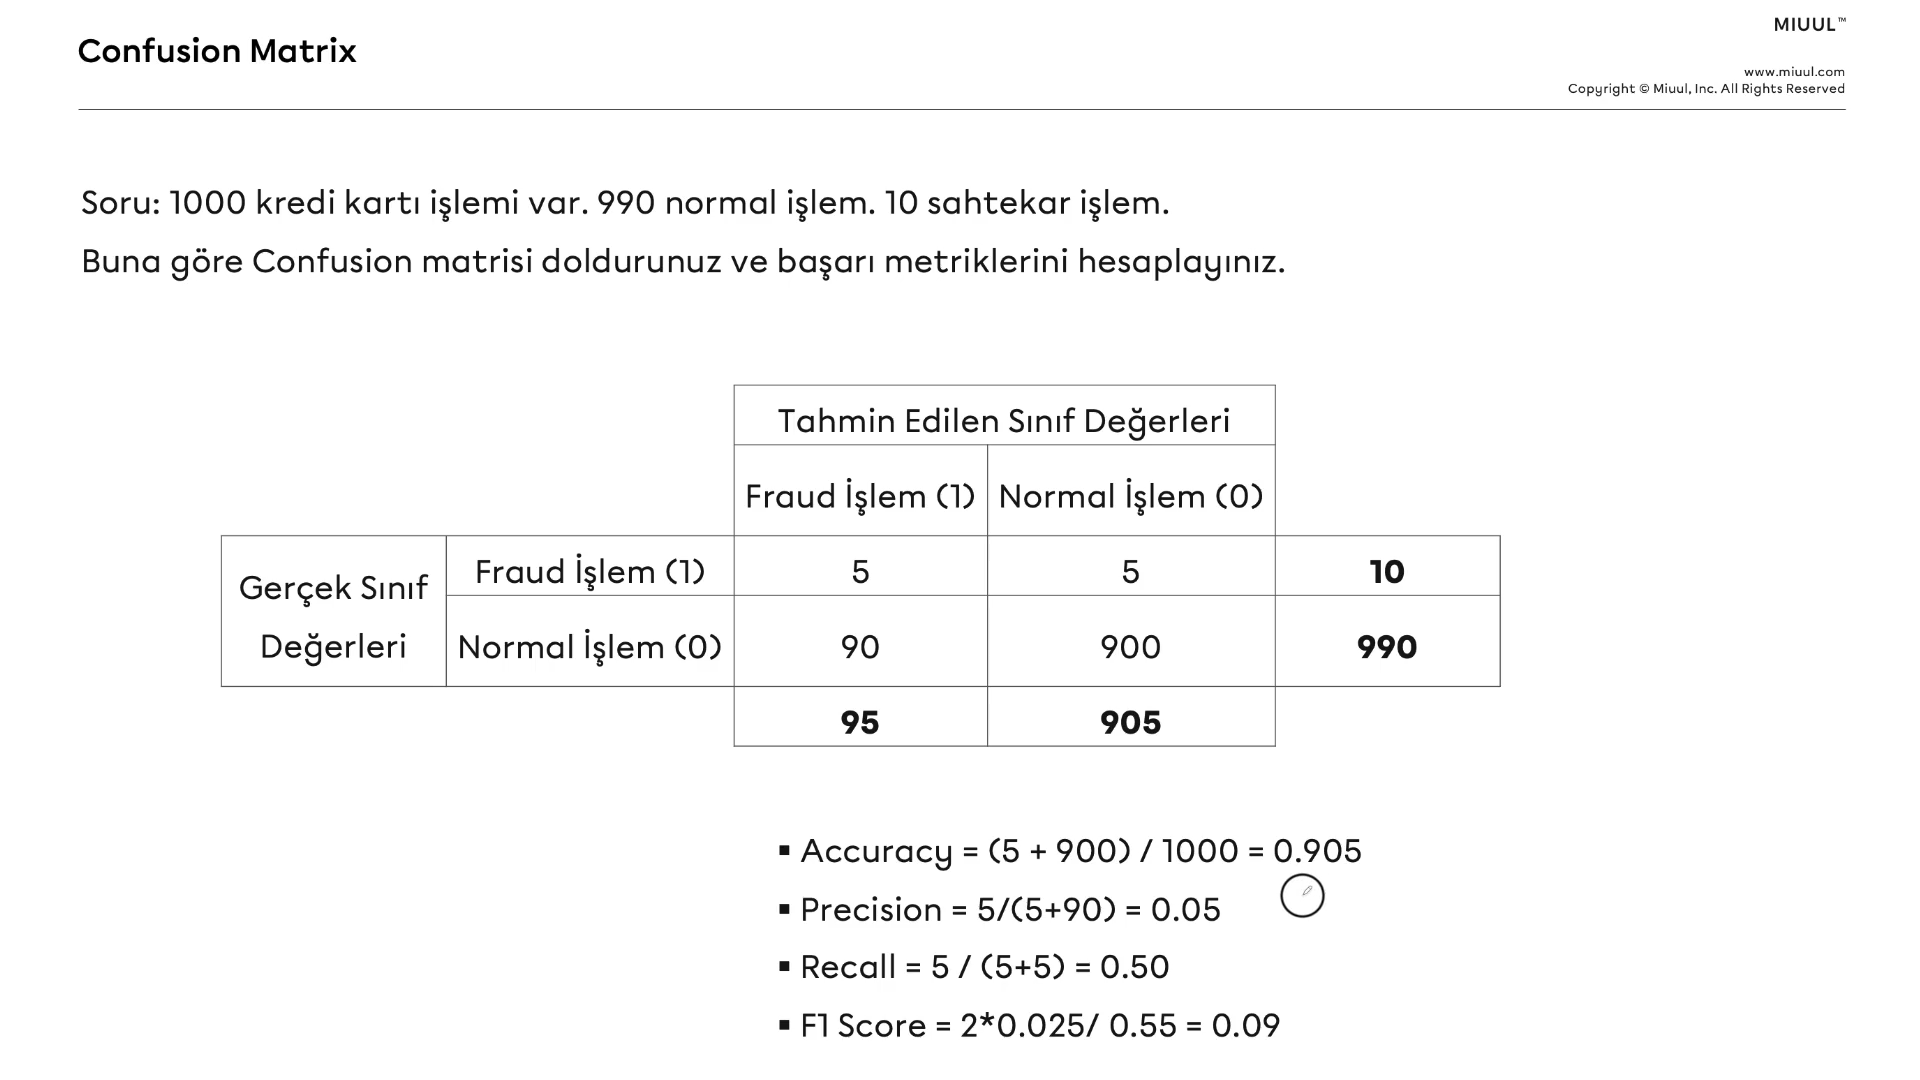 Confusion Matrix
MIUUL™
www.miuul.com
Copyright © Miuul, Inc. All Rights Reserved
Soru: 1000 kredi kartı işlemi var. 990 normal işlem. 10 sahtekar işlem.
Buna göre Confusion matrisi doldurunuz ve başarı metriklerini hesaplayınız.
Tahmin Edilen Sınıf Değerleri
Fraud İşlem (1) Normal İşlem (0)
Gerçek Sınıf
Değerleri
Fraud İşlem (1) 5 5 10
Normal İşlem (0) 90 900 990
95 905
▪ Accuracy = (5 + 900) / 1000 = 0.905
▪ Precision = 5/(5+90) = 0.05
▪ Recall = 5 / (5+5) = 0.50
▪ F1 Score = 2*0.025/ 0.55 = 0.09